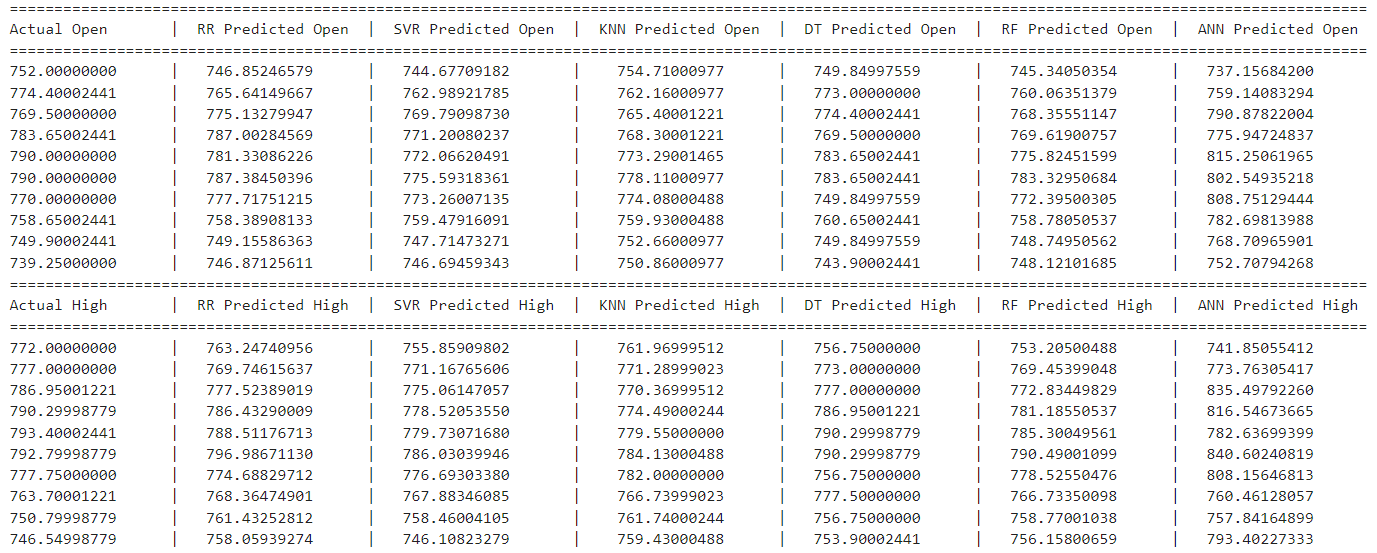 ==================================================================================================================================================
Actual Open | RR Predicted Open | SVR Predicted Open | KNN Predicted Open | DT Predicted Open | RF Predicted Open | ANN Predicted Open
==================================================================================================================================================
752.00000000 | 746.85246579 | 744.67709182 | 754.71000977 | 749.84997559 | 745.34050354 | 737.15684200
774.40002441 | 765.64149667 | 762.98921785 | 762.16000977 | 773.00000000 | 760.06351379 | 759.14083294
769.50000000 | 775.13279947 | 769.79098730 | 765.40001221 | 774.40002441 | 768.35551147 | 790.87822004
783.65002441 | 787.00284569 | 771.20080237 | 768.30001221 | 769.50000000 | 769.61900757 | 775.94724837
790.00000000 | 781.33086226 | 772.06620491 | 773.29001465 | 783.65002441 | 775.82451599 | 815.25061965
790.00000000 | 787.38450396 | 775.59318361 | 778.11000977 | 783.65002441 | 783.32950684 | 802.54935218
770.00000000 | 777.71751215 | 773.26007135 | 774.08000488 | 749.84997559 | 772.39500305 | 808.75129444
758.65002441 | 758.38908133 | 759.47916091 | 759.93000488 | 760.65002441 | 758.78050537 | 782.69813988
749.90002441 | 749.15586363 | 747.71473271 | 752.66000977 | 749.84997559 | 748.74950562 | 768.70965901
739.25000000 | 746.87125611 | 746.69459343 | 750.86000977 | 743.90002441 | 748.12101685 | 752.70794268
==================================================================================================================================================
Actual High | RR Predicted High | SVR Predicted High | KNN Predicted High | DT Predicted High | RF Predicted High | ANN Predicted High
==================================================================================================================================================
772.00000000 | 763.24740956 | 755.85909802 | 761.96999512 | 756.75000000 | 753.20500488 | 741.85055412
777.00000000 | 769.74615637 | 771.16765606 | 771.28999023 | 773.00000000 | 769.45399048 | 773.76305417
786.95001221 | 777.52389019 | 775.06147057 | 770.36999512 | 777.00000000 | 772.83449829 | 835.49792260
790.29998779 | 786.43290009 | 778.52053550 | 774.49000244 | 786.95001221 | 781.18550537 | 816.54673665
793.40002441 | 788.51176713 | 779.73071680 | 779.55000000 | 790.29998779 | 785.30049561 | 782.63699399
792.79998779 | 796.98671130 | 786.03039946 | 784.13000488 | 790.29998779 | 790.49001099 | 840.60240819
777.75000000 | 774.68829712 | 776.69303380 | 782.00000000 | 756.75000000 | 778.52550476 | 808.15646813
763.70001221 | 768.36474901 | 767.88346085 | 766.73999023 | 777.50000000 | 766.73350098 | 760.46128057
750.79998779 | 761.43252812 | 758.46004105 | 761.74000244 | 756.75000000 | 758.77001038 | 757.84164899
746.54998779 | 758.05939274 | 746.10823279 | 759.43000488 | 753.90002441 | 756.15800659 | 793.40227333